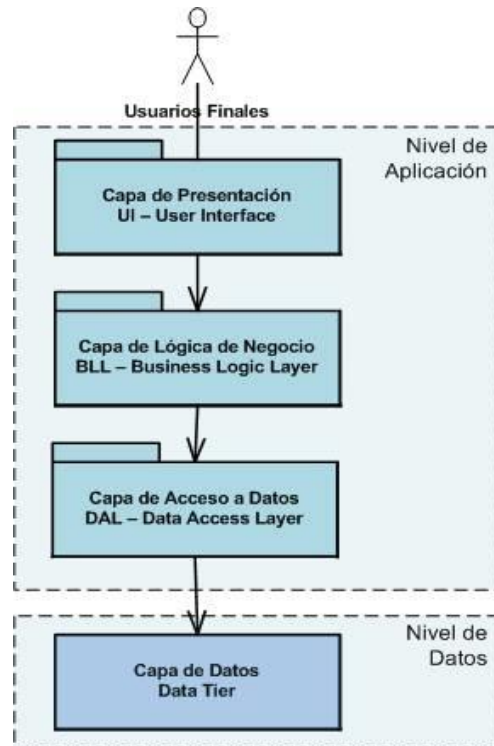 Usuarios Finales
Nivel de
Aplicación
Capa de Presentación
UI – User Interface
Capa de Lógica de Negocio
BLL – Business Logic Layer
Capa de Acceso a Datos
DAL – Data Access Layer
Nivel de
Datos
Capa de Datos
Data Tier